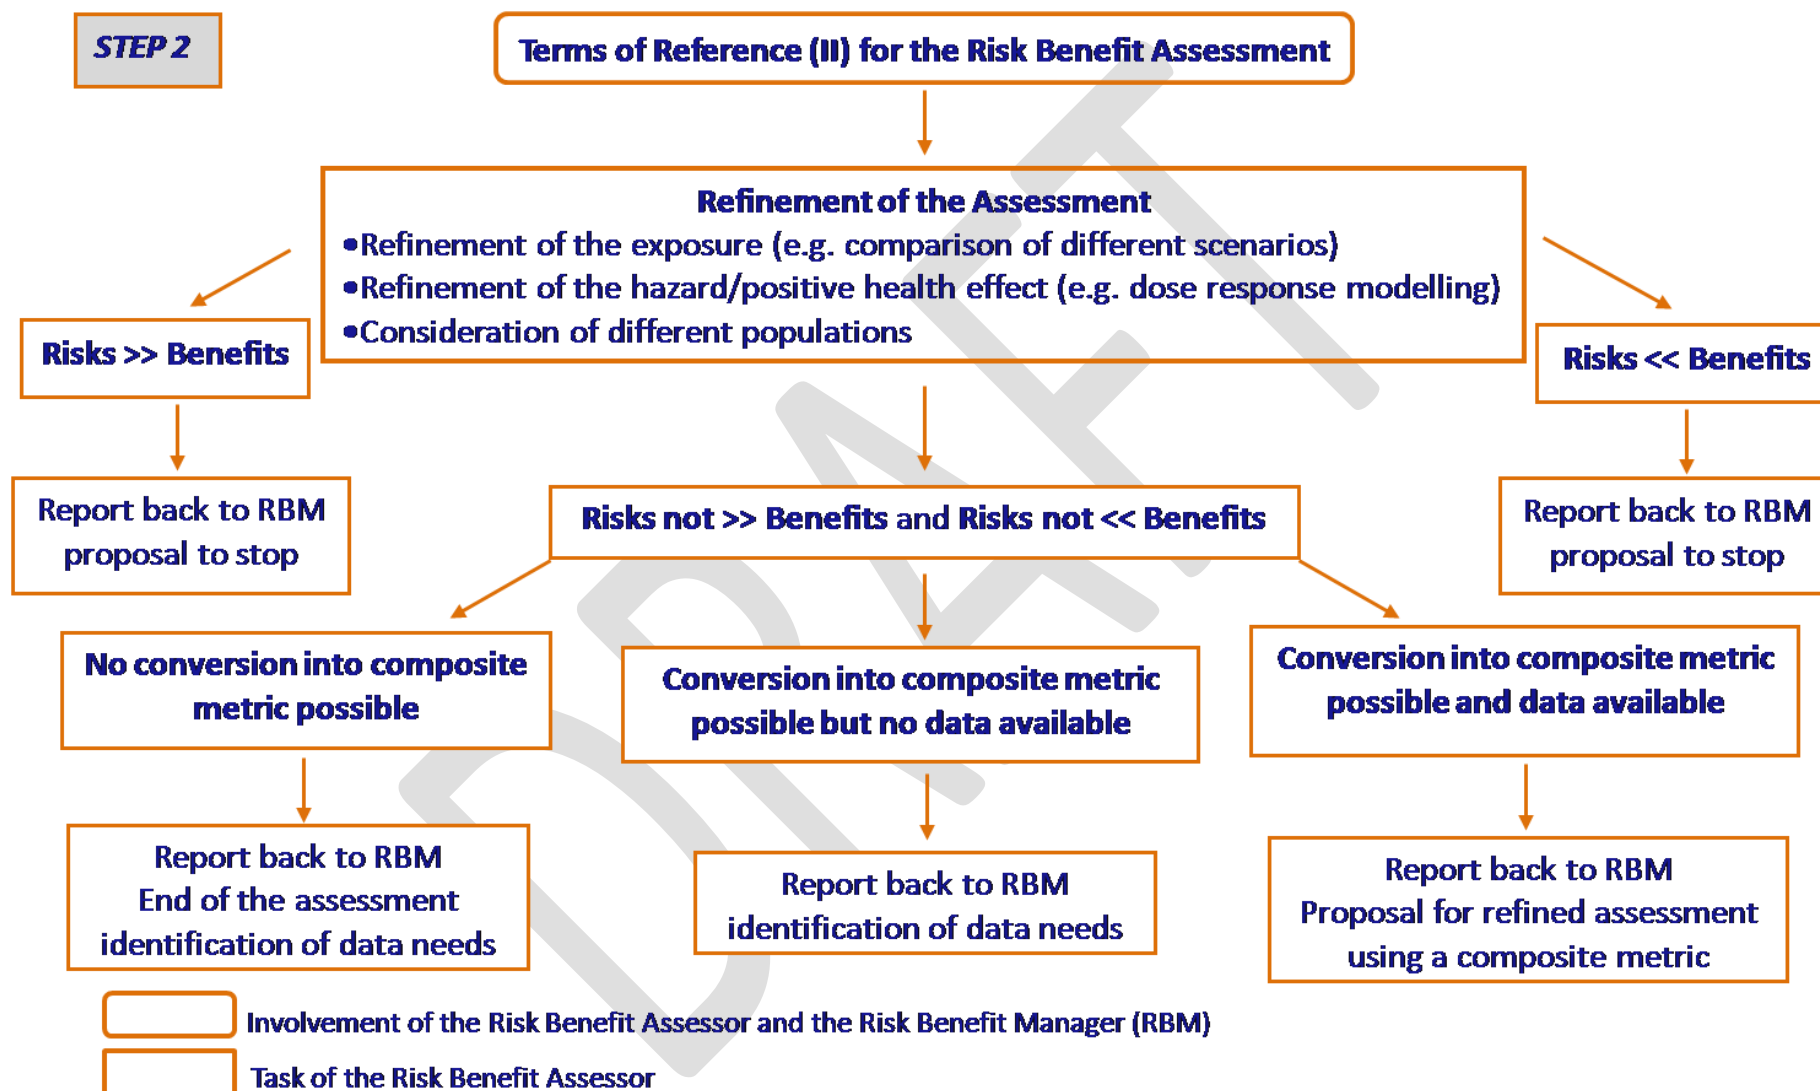 STEP 2
Terms of Reference (II) for the Risk Benefit Assessment
Refinement of the Assessment
•Refinement of the exposure (e.g. comparison of different scenarios)
•Refinement of the hazard/positive health effect (e.g. dose response modelling)
•Consideration of different populations
Risks >> Benefits
Risks << Benefits
Report back to RBM
proposal to stop
Risks not >> Benefits and Risks not << Benefits
Report back to RBM
proposal to stop
No conversion into composite
metric possible
Conversion into composite metric
possible but no data available
Conversion into composite metric
possible and data available
Report back to RBM
End of the assessment
identification of data needs
Report back to RBM
identification of data needs
Report back to RBM
Proposal for refined assessment
using a composite metric
Involvement of the Risk Benefit Assessor and the Risk Benefit Manager (RBM)
Task of the Risk Benefit Assessor
DRAFT